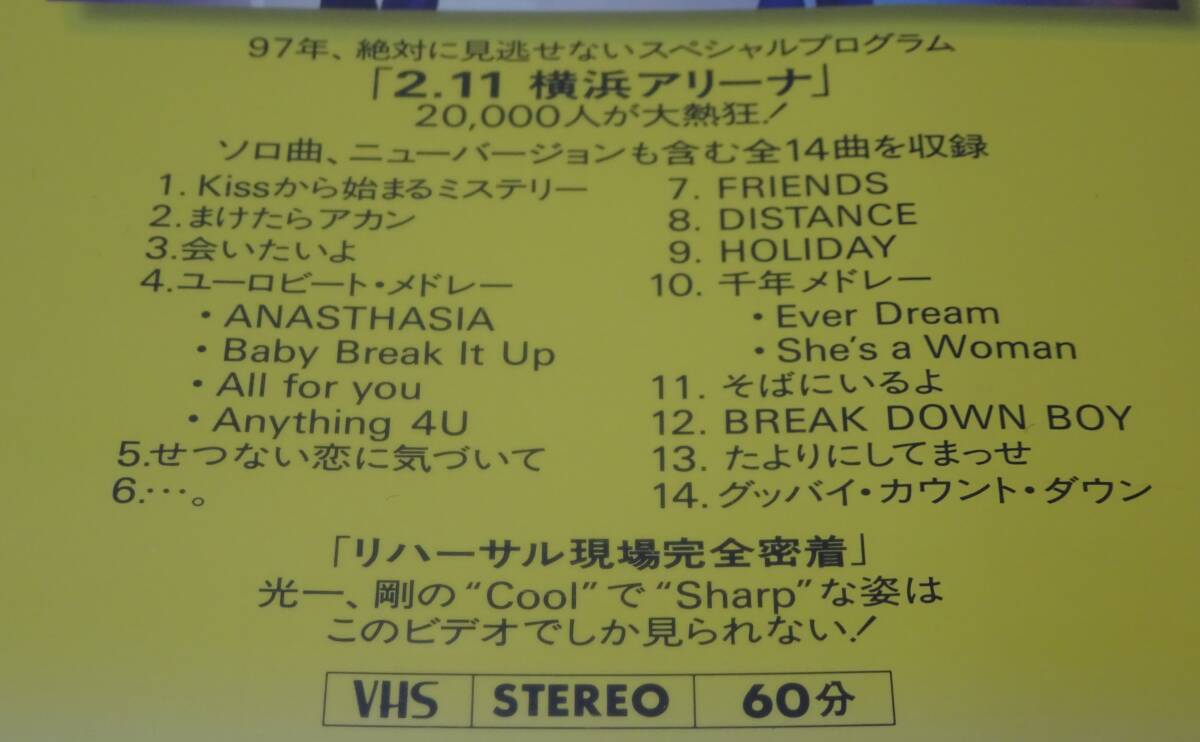 97年、絶対に見逃せないスペシャルプログラム
「2.11 横浜アリーナ」
20,000人が大熱狂!
ソロ曲、ニューバージョンも含む全14曲を収録
1. Kissから始まるミステリー
2.まけたらアカン
3.会いたいよ
4.ユーロビート・メドレー
・ANASTHASIA
・Baby Break It Up
・All for you
・Anything 4U
5.せつない恋に気づいて
6.…。
7. FRIENDS
8. DISTANCE
9. HOLIDAY
10. 千年メドレー
・Ever Dream
・She's a Woman
11. そばにいるよ
12. BREAK DOWN BOY
13. たよりにしてまっせ
14. グッバイ・カウント・ダウン
「リハーサル現場完全密着」
光一、剛の“Cool”で“Sharp”な姿は
このビデオでしか見られない!
VHS STEREO 60分